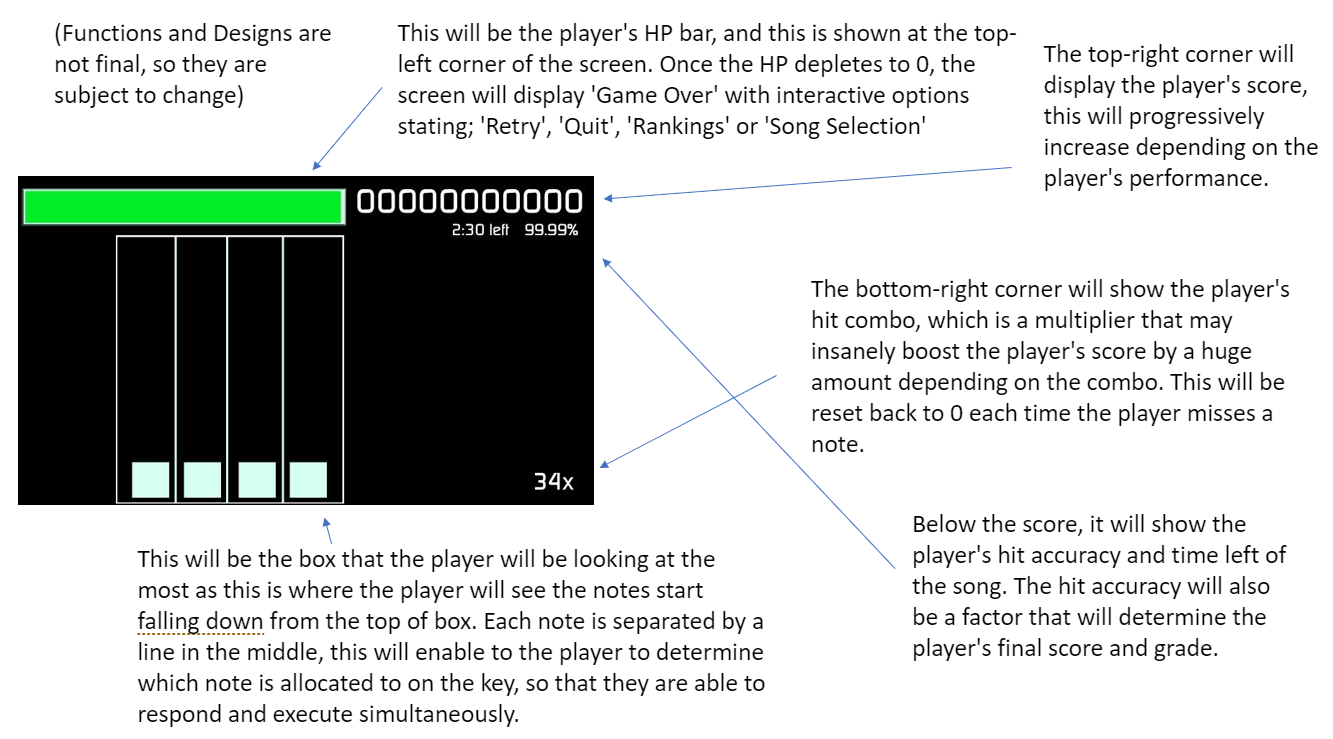 (Functions and Designs are
not final, so they are
subject to change)
This will be the player's HP bar, and this is shown at the top-
left corner of the screen. Once the HP depletes to 0, the
screen will display 'Game Over' with interactive options
stating; 'Retry', 'Quit', 'Rankings' or 'Song Selection'
The top-right corner will
display the player's score,
this will progressively
increase depending on the
player's performance.
00000000000
2:30 left 99.99%
34x
The bottom-right corner will show the player's
hit combo, which is a multiplier that may
insanely boost the player's score by a huge
amount depending on the combo. This will be
reset back to 0 each time the player misses a
note.
Below the score, it will show the
player's hit accuracy and time left of
the song. The hit accuracy will also
be a factor that will determine the
player's final score and grade.
This will be the box that the player will be looking at the
most as this is where the player will see the notes start
falling down from the top of box. Each note is separated by a
line in the middle, this will enable to the player to determine
which note is allocated to on the key, so that they are able to
respond and execute simultaneously.